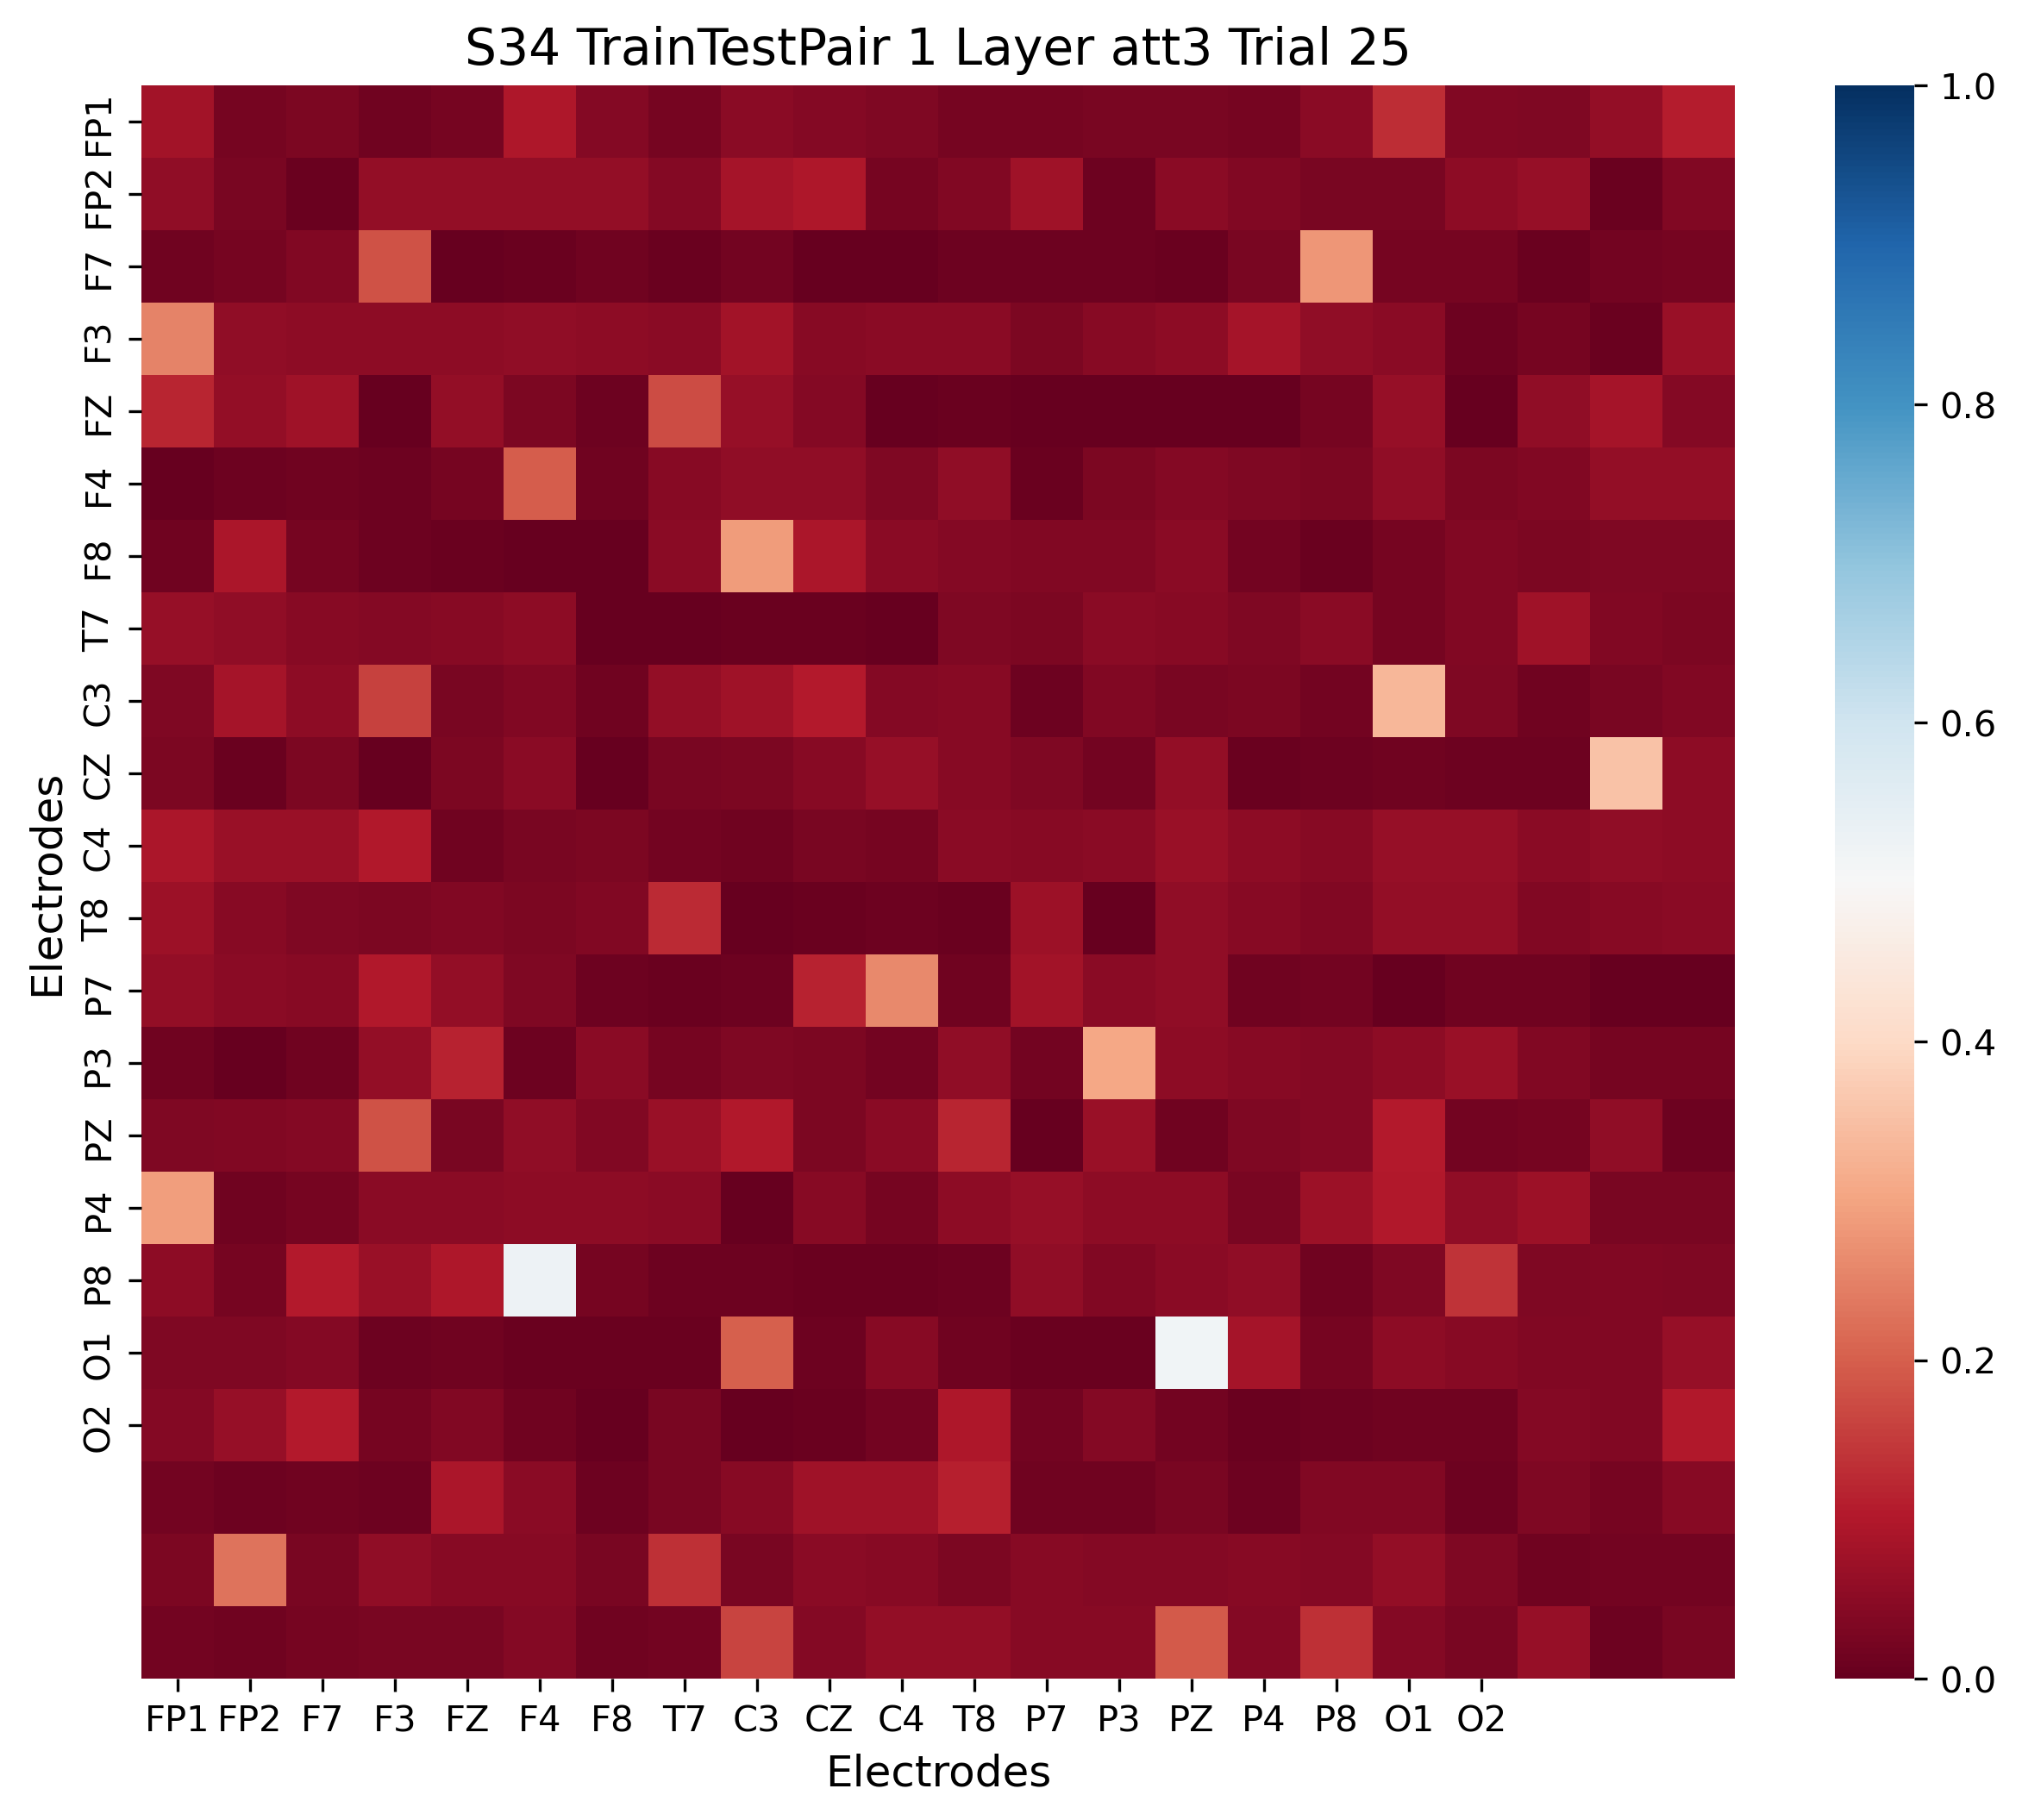 S34 TrainTestPair 1 Layer att3 Trial 25
Electrodes
FP1
FP2
F7
F3
FZ
F4
F8
T7
C3
CZ
C4
T8
P7
P3
PZ
P4
P8
O1
O2
FP1 FP2 F7 F3 FZ F4 F8 T7 C3 CZ C4 T8 P7 P3 PZ P4 P8 O1 O2
Electrodes
1.0
0.8
0.6
0.4
0.2
0.0